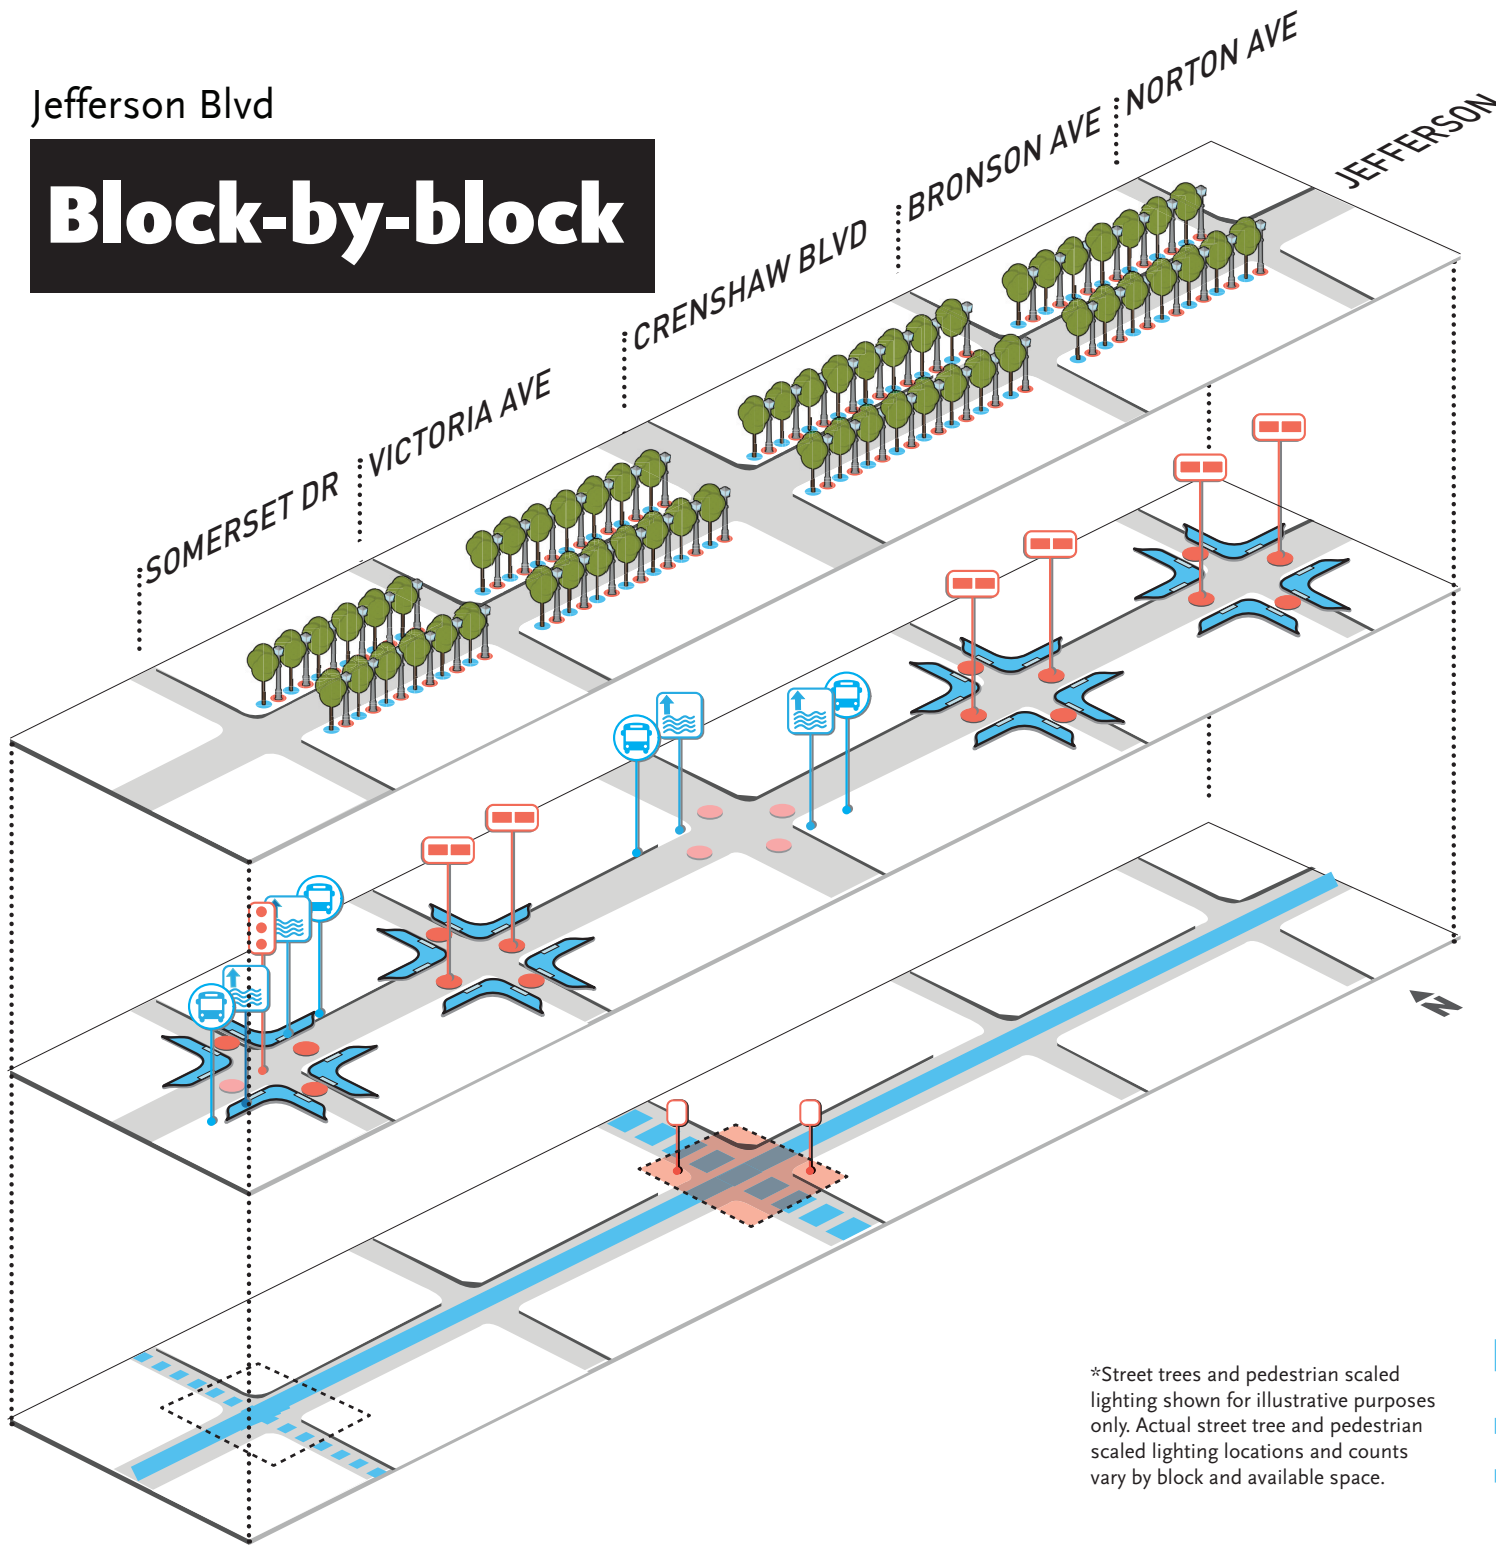 Jefferson Blvd
Block-by-block
SOMERSET DR
VICTORIA AVE
CRENSHAW BLVD
BRONSON AVE
NORTON AVE
JEFFERSON
N
*Street trees and pedestrian scaled
lighting shown for illustrative purposes
only. Actual street tree and pedestrian
scaled lighting locations and counts
vary by block and available space.